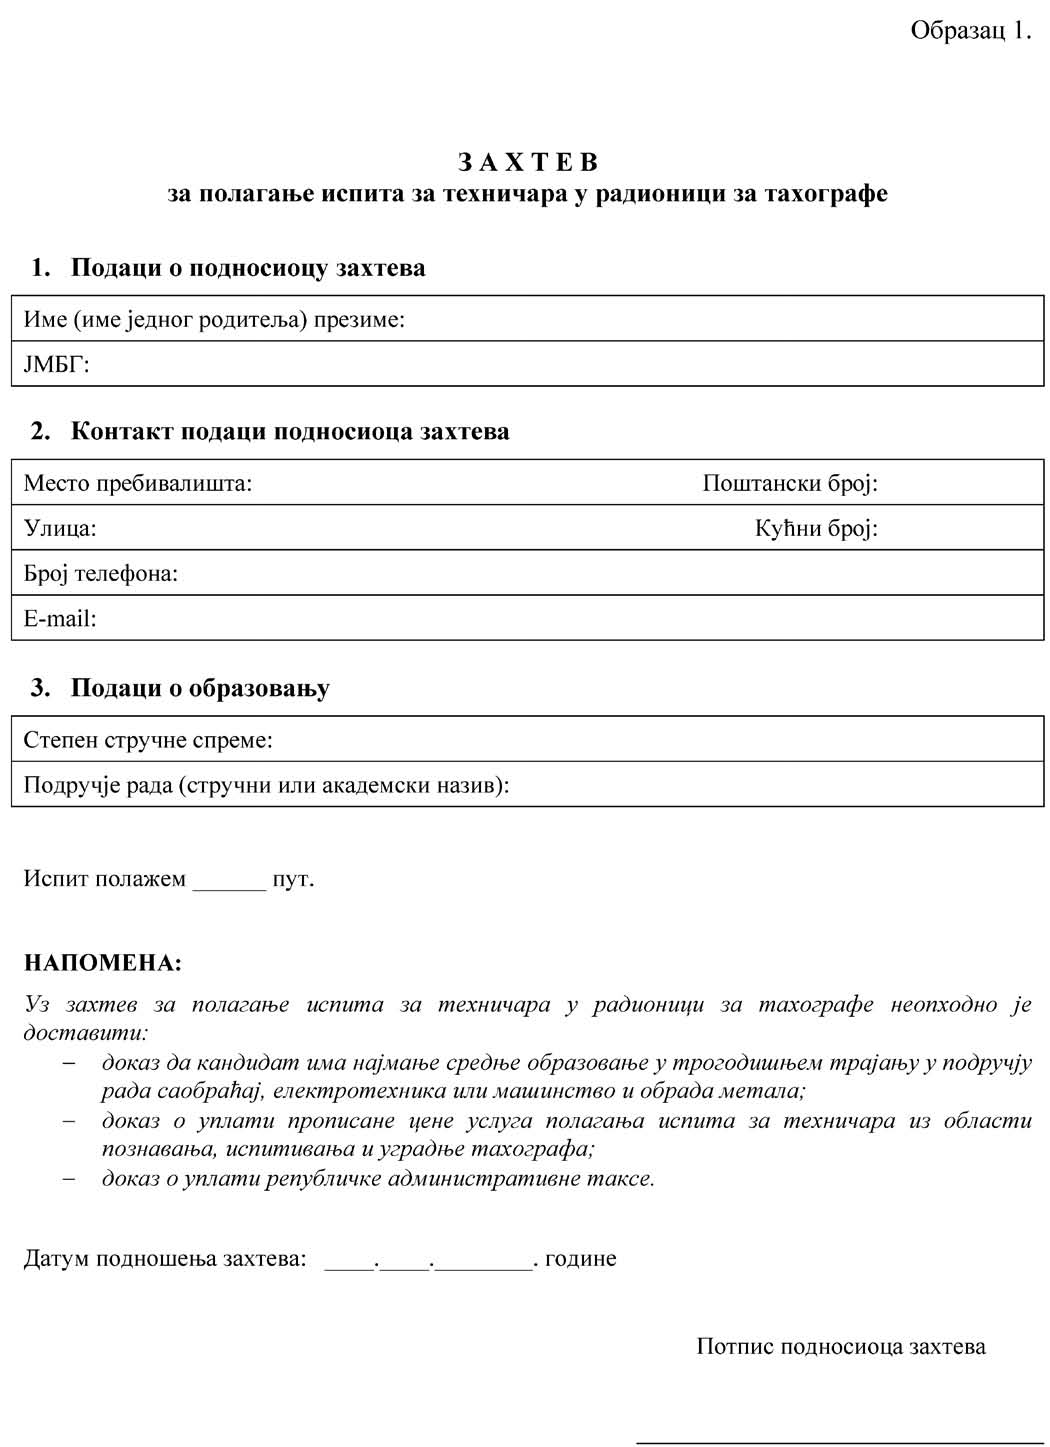 Образац 1.
З А Х Т Е В
за полагање испита за техничара у радионици за тахографе
1. Подаци о подносиоцу захтева
Име (име једног родитеља) презиме:
ЈМБГ:
2. Контакт подаци подносиоца захтева
Место пребивалишта: Поштански број:
Улица: Кућни број:
Број телефона:
E-mail:
3. Подаци о образовању
Степен стручне спреме:
Подручје рада (стручни или академски назив):
Испит полажем ______ пут.
НАПОМЕНА:
Уз захтев за полагање испита за техничара у радионици за тахографе неопходно је
доставити:
– доказ да кандидат има најмање средње образовање у трогодишњем трајању у подручју
рада саобраћај, електротехника или машинство и обрада метала;
– доказ о уплати прописане цене услуга полагања испита за техничара из области
познавања, испитивања и уградње тахографа;
– доказ о уплати републичке административне таксе.
Датум подношења захтева: ____.____.________. године
Потпис подносиоца захтева